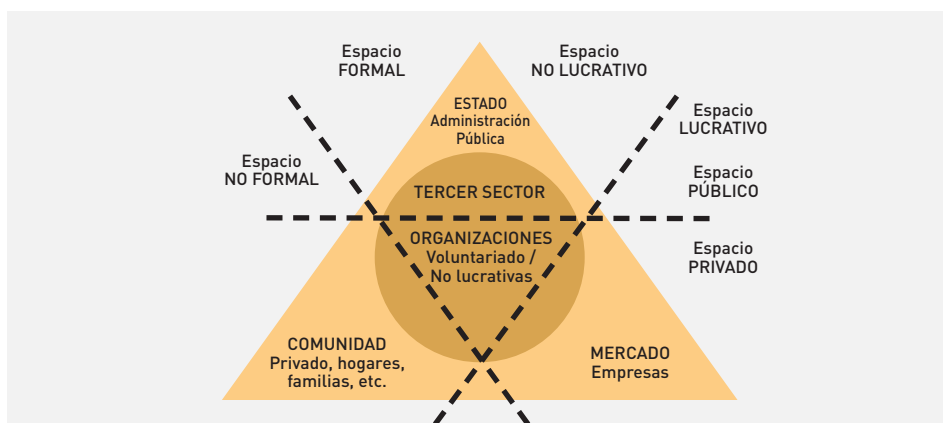 Espacio
FORMAL
Espacio
NO LUCRATIVO
ESTADO
Administración
Pública
Espacio
LUCRATIVO
Espacio
NO FORMAL
Espacio
PÚBLICO
TERCER SECTOR
ORGANIZACIONES
Voluntariado /
No lucrativas
Espacio
PRIVADO
COMUNIDAD
Privado, hogares,
familias, etc.
MERCADO
Empresas